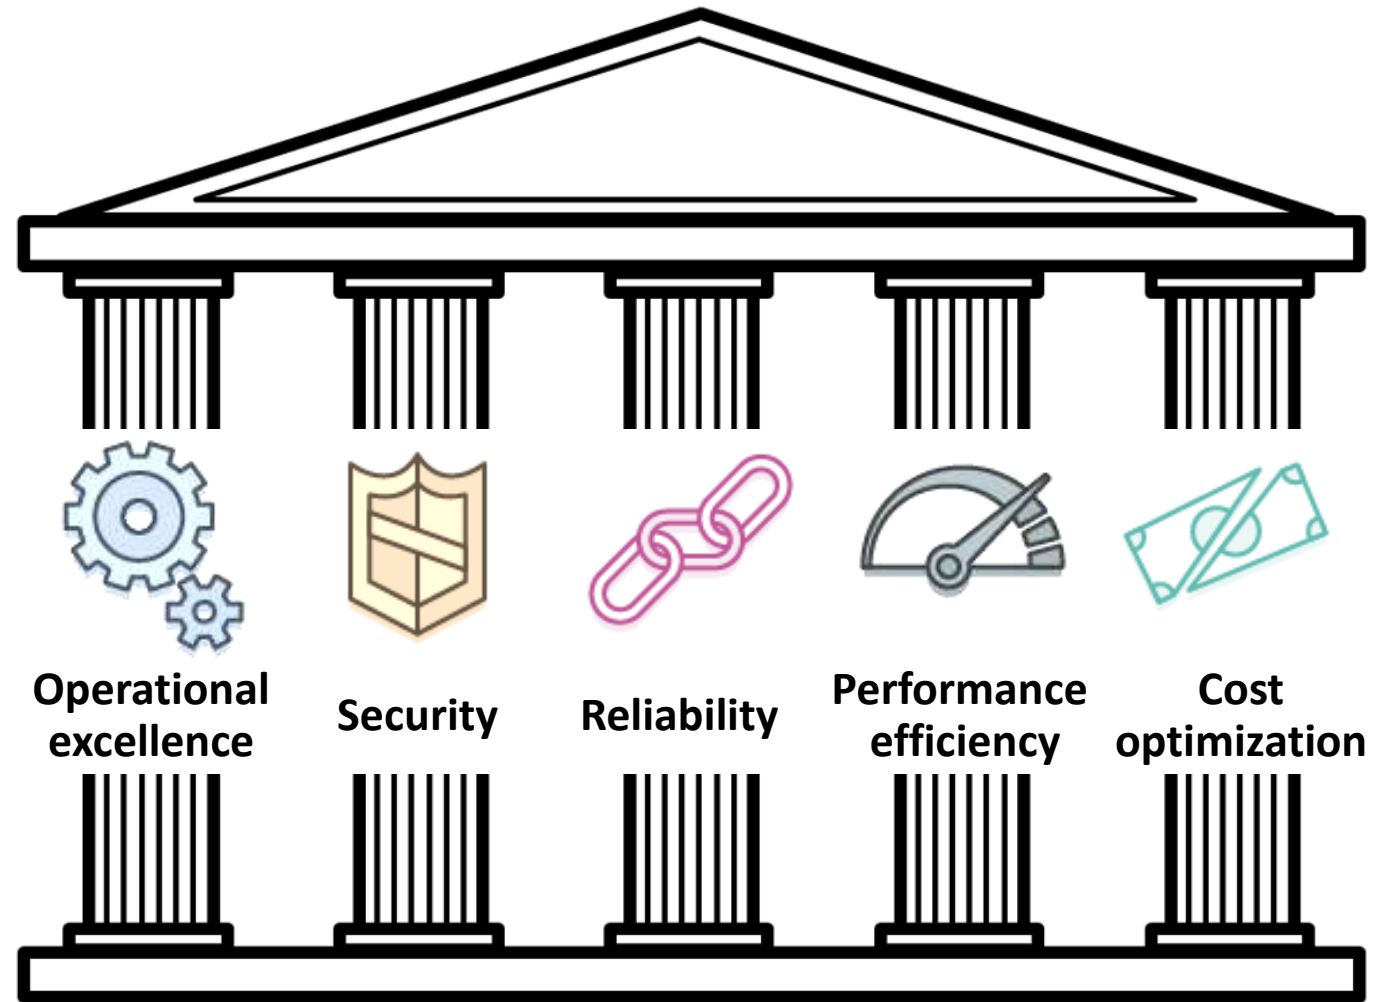 Operational
excellence
Security
Reliability
Performance
efficiency
Cost
optimization